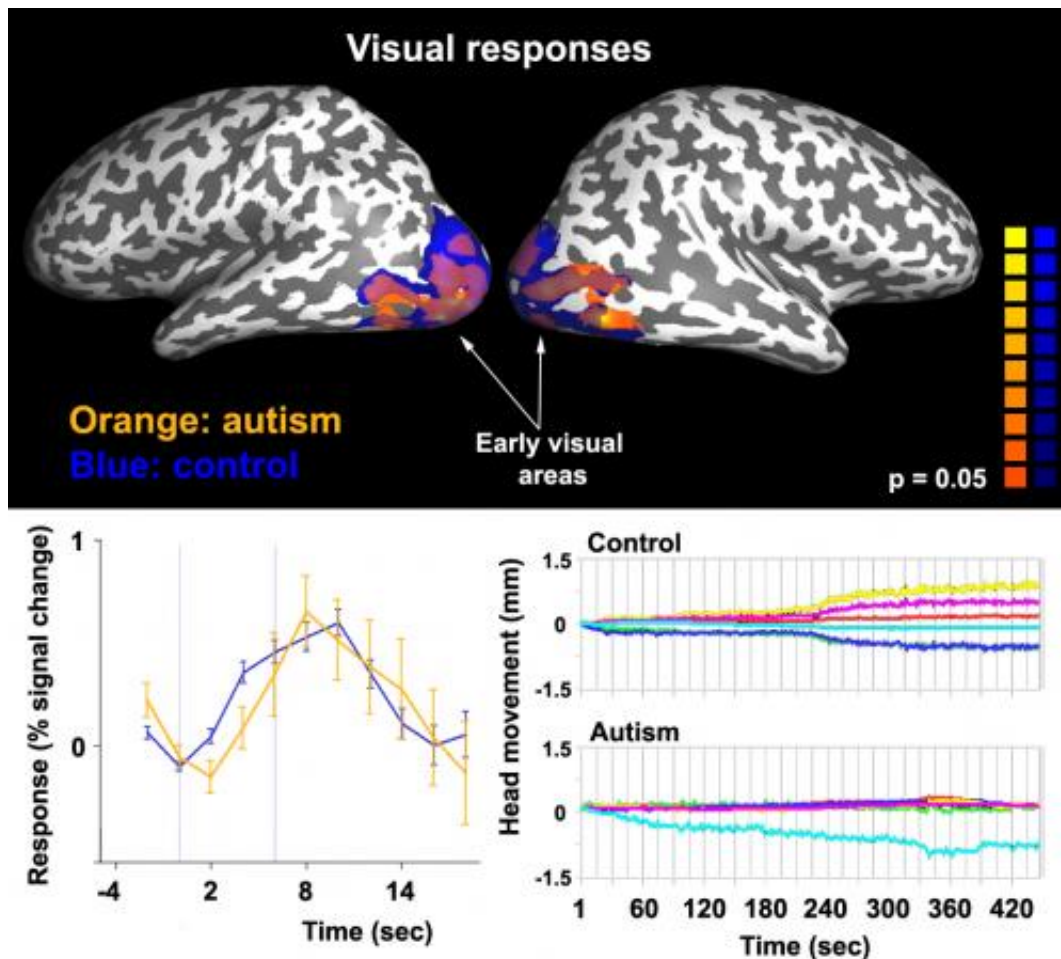 Visual responses
Orange: autism
Blue: control
Early visual
areas
p = 0.05
Response (% signal change)
1
0
-4
2
8
14
Time (sec)
Head movement (mm)
Control
1.5
0
-1.5
Autism
1.5
0
-1.5
1
60
120
180
240
300
360
420
Time (sec)